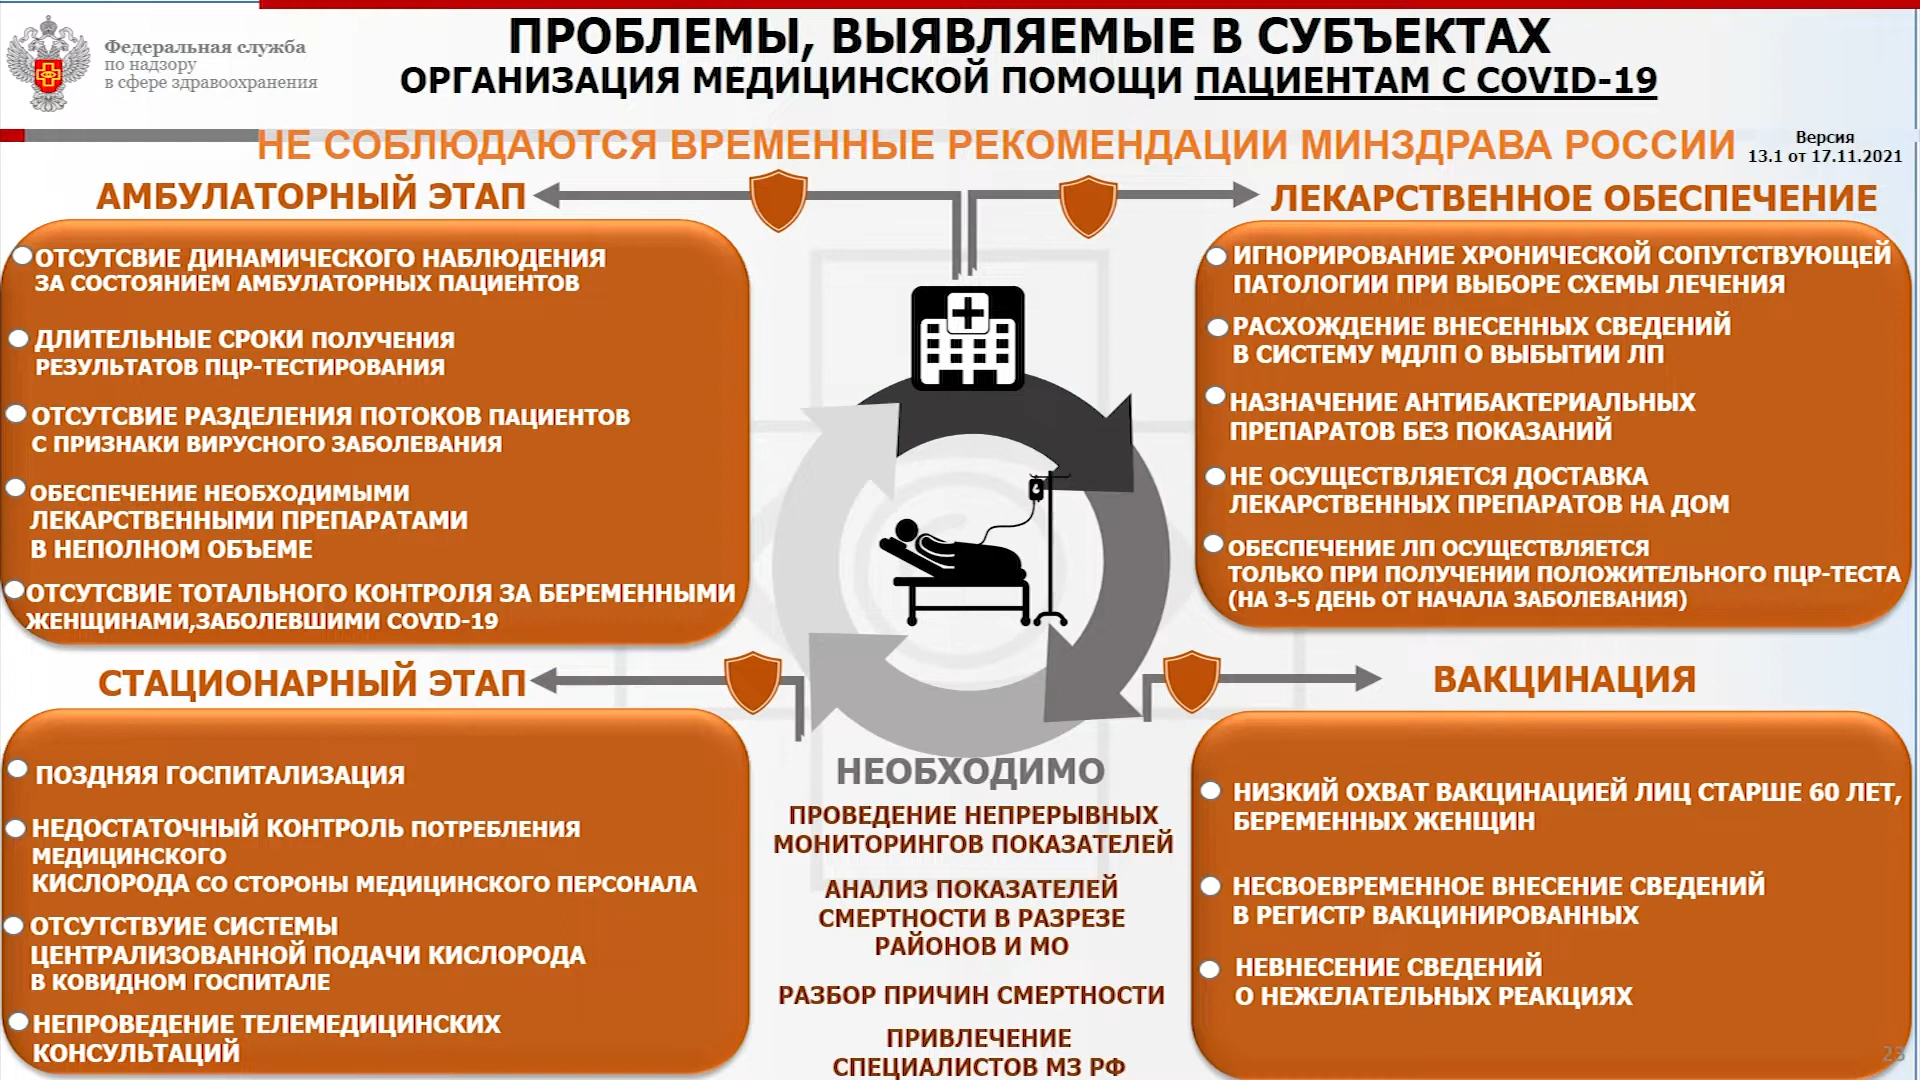 Федеральная служба
по надзору
в сфере здравоохранения
ПРОБЛЕМЫ, ВЫЯВЛЯЕМЫЕ В СУБЪЕКТАХ
ОРГАНИЗАЦИЯ МЕДИЦИНСКОЙ ПОМОЩИ ПАЦИЕНТАМ С COVID-19
НЕ СОБЛЮДАЮТСЯ ВРЕМЕННЫЕ РЕКОМЕНДАЦИИ МИНЗДРАВА РОССИИ
Версия
13.1 от 17.11.2021
АМБУЛАТОРНЫЙ ЭТАП
ОТСУТСВИЕ ДИНАМИЧЕСКОГО НАБЛЮДЕНИЯ
ЗА СОСТОЯНИЕМ АМБУЛАТОРНЫХ ПАЦИЕНТОВ
ДЛИТЕЛЬНЫЕ СРОКИ ПОЛУЧЕНИЯ
РЕЗУЛЬТАТОВ ПЦР-ТЕСТИРОВАНИЯ
ОТСУТСВИЕ РАЗДЕЛЕНИЯ ПОТОКОВ ПАЦИЕНТОВ
С ПРИЗНАКИ ВИРУСНОГО ЗАБОЛЕВАНИЯ
ОБЕСПЕЧЕНИЕ НЕОБХОДИМЫМИ
ЛЕКАРСТВЕННЫМИ ПРЕПАРАТАМИ
В НЕПОЛНОМ ОБЪЕМЕ
ОТСУТСВИЕ ТОТАЛЬНОГО КОНТРОЛЯ ЗА БЕРЕМЕННЫМИ
ЖЕНЩИНАМИ,ЗАБОЛЕВШИМИ COVID-19
ЛЕКАРСТВЕННОЕ ОБЕСПЕЧЕНИЕ
ИГНОРИРОВАНИЕ ХРОНИЧЕСКОЙ СОПУТСТВУЮЩЕЙ
ПАТОЛОГИИ ПРИ ВЫБОРЕ СХЕМЫ ЛЕЧЕНИЯ
РАСХОЖДЕНИЕ ВНЕСЕННЫХ СВЕДЕНИЙ
В СИСТЕМУ МДЛП О ВЫБЫТИИ ЛП
НАЗНАЧЕНИЕ АНТИБАКТЕРИАЛЬНЫХ
ПРЕПАРАТОВ БЕЗ ПОКАЗАНИЙ
НЕ ОСУЩЕСТВЛЯЕТСЯ ДОСТАВКА
ЛЕКАРСТВЕННЫХ ПРЕПАРАТОВ НА ДОМ
ОБЕСПЕЧЕНИЕ ЛП ОСУЩЕСТВЛЯЕТСЯ
ТОЛЬКО ПРИ ПОЛУЧЕНИИ ПОЛОЖИТЕЛЬНОГО ПЦР-ТЕСТА
(НА 3-5 ДЕНЬ ОТ НАЧАЛА ЗАБОЛЕВАНИЯ)
СТАЦИОНАРНЫЙ ЭТАП
ПОЗДНЯЯ ГОСПИТАЛИЗАЦИЯ
НЕДОСТАТОЧНЫЙ КОНТРОЛЬ ПОТРЕБЛЕНИЯ
МЕДИЦИНСКОГО
КИСЛОРОДА СО СТОРОНЫ МЕДИЦИНСКОГО ПЕРСОНАЛА
ОТСУТСТВУИЕ СИСТЕМЫ
ЦЕНТРАЛИЗОВАННОЙ ПОДАЧИ КИСЛОРОДА
В КОВИДНОМ ГОСПИТАЛЕ
НЕПРОВЕДЕНИЕ ТЕЛЕМЕДИЦИНСКИХ
КОНСУЛЬТАЦИЙ
НЕОБХОДИМО
ПРОВЕДЕНИЕ НЕПРЕРЫВНЫХ
МОНИТОРИНГОВ ПОКАЗАТЕЛЕЙ
АНАЛИЗ ПОКАЗАТЕЛЕЙ
СМЕРТНОСТИ В РАЗРЕЗЕ
РАЙОНОВ И МО
РАЗБОР ПРИЧИН СМЕРТНОСТИ
ПРИВЛЕЧЕНИЕ
СПЕЦИАЛИСТОВ МЗ РФ
ВАКЦИНАЦИЯ
НИЗКИЙ ОХВАТ ВАКЦИНАЦИЕЙ ЛИЦ СТАРШЕ 60 ЛЕТ,
БЕРЕМЕННЫХ ЖЕНЩИН
НЕСВОЕВРЕМЕННОЕ ВНЕСЕНИЕ СВЕДЕНИЙ
В РЕГИСТР ВАКЦИНИРОВАННЫХ
НЕВНЕСЕНИЕ СВЕДЕНИЙ
О НЕЖЕЛАТЕЛЬНЫХ РЕАКЦИЯХ
23